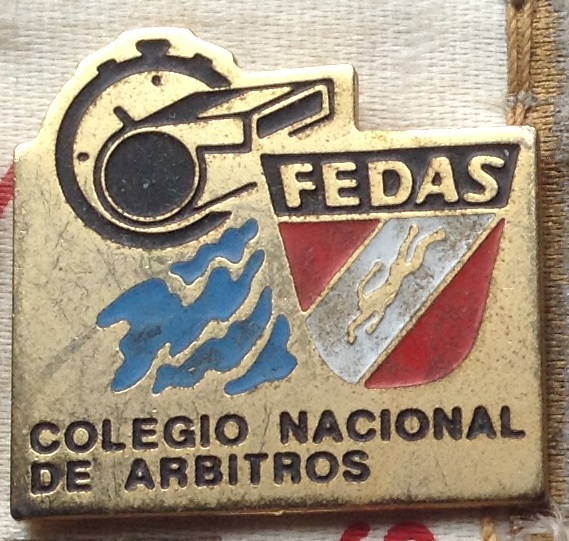 FEDAS
COLEGIO NACIONAL
DE ARBITROS